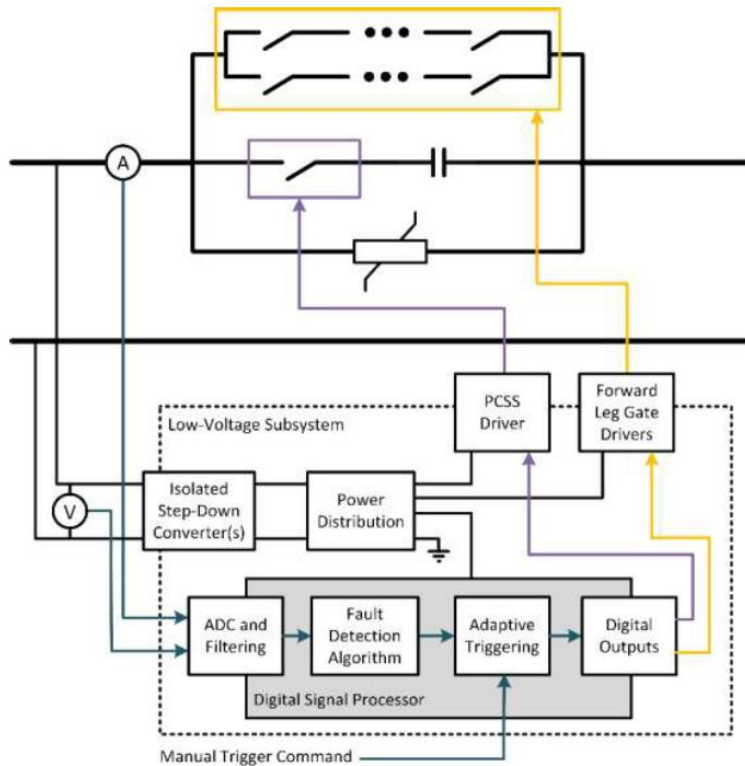 A
PCSS
Driver
Forward
Leg Gate
Drivers
Low-Voltage Subsystem
Isolated
Step-Down
Converter(s)
Power
Distribution
V
ADC and
Filtering
Fault
Detection
Algorithm
Adaptive
Triggering
Digital
Outputs
Digital Signal Processor
Manual Trigger Command